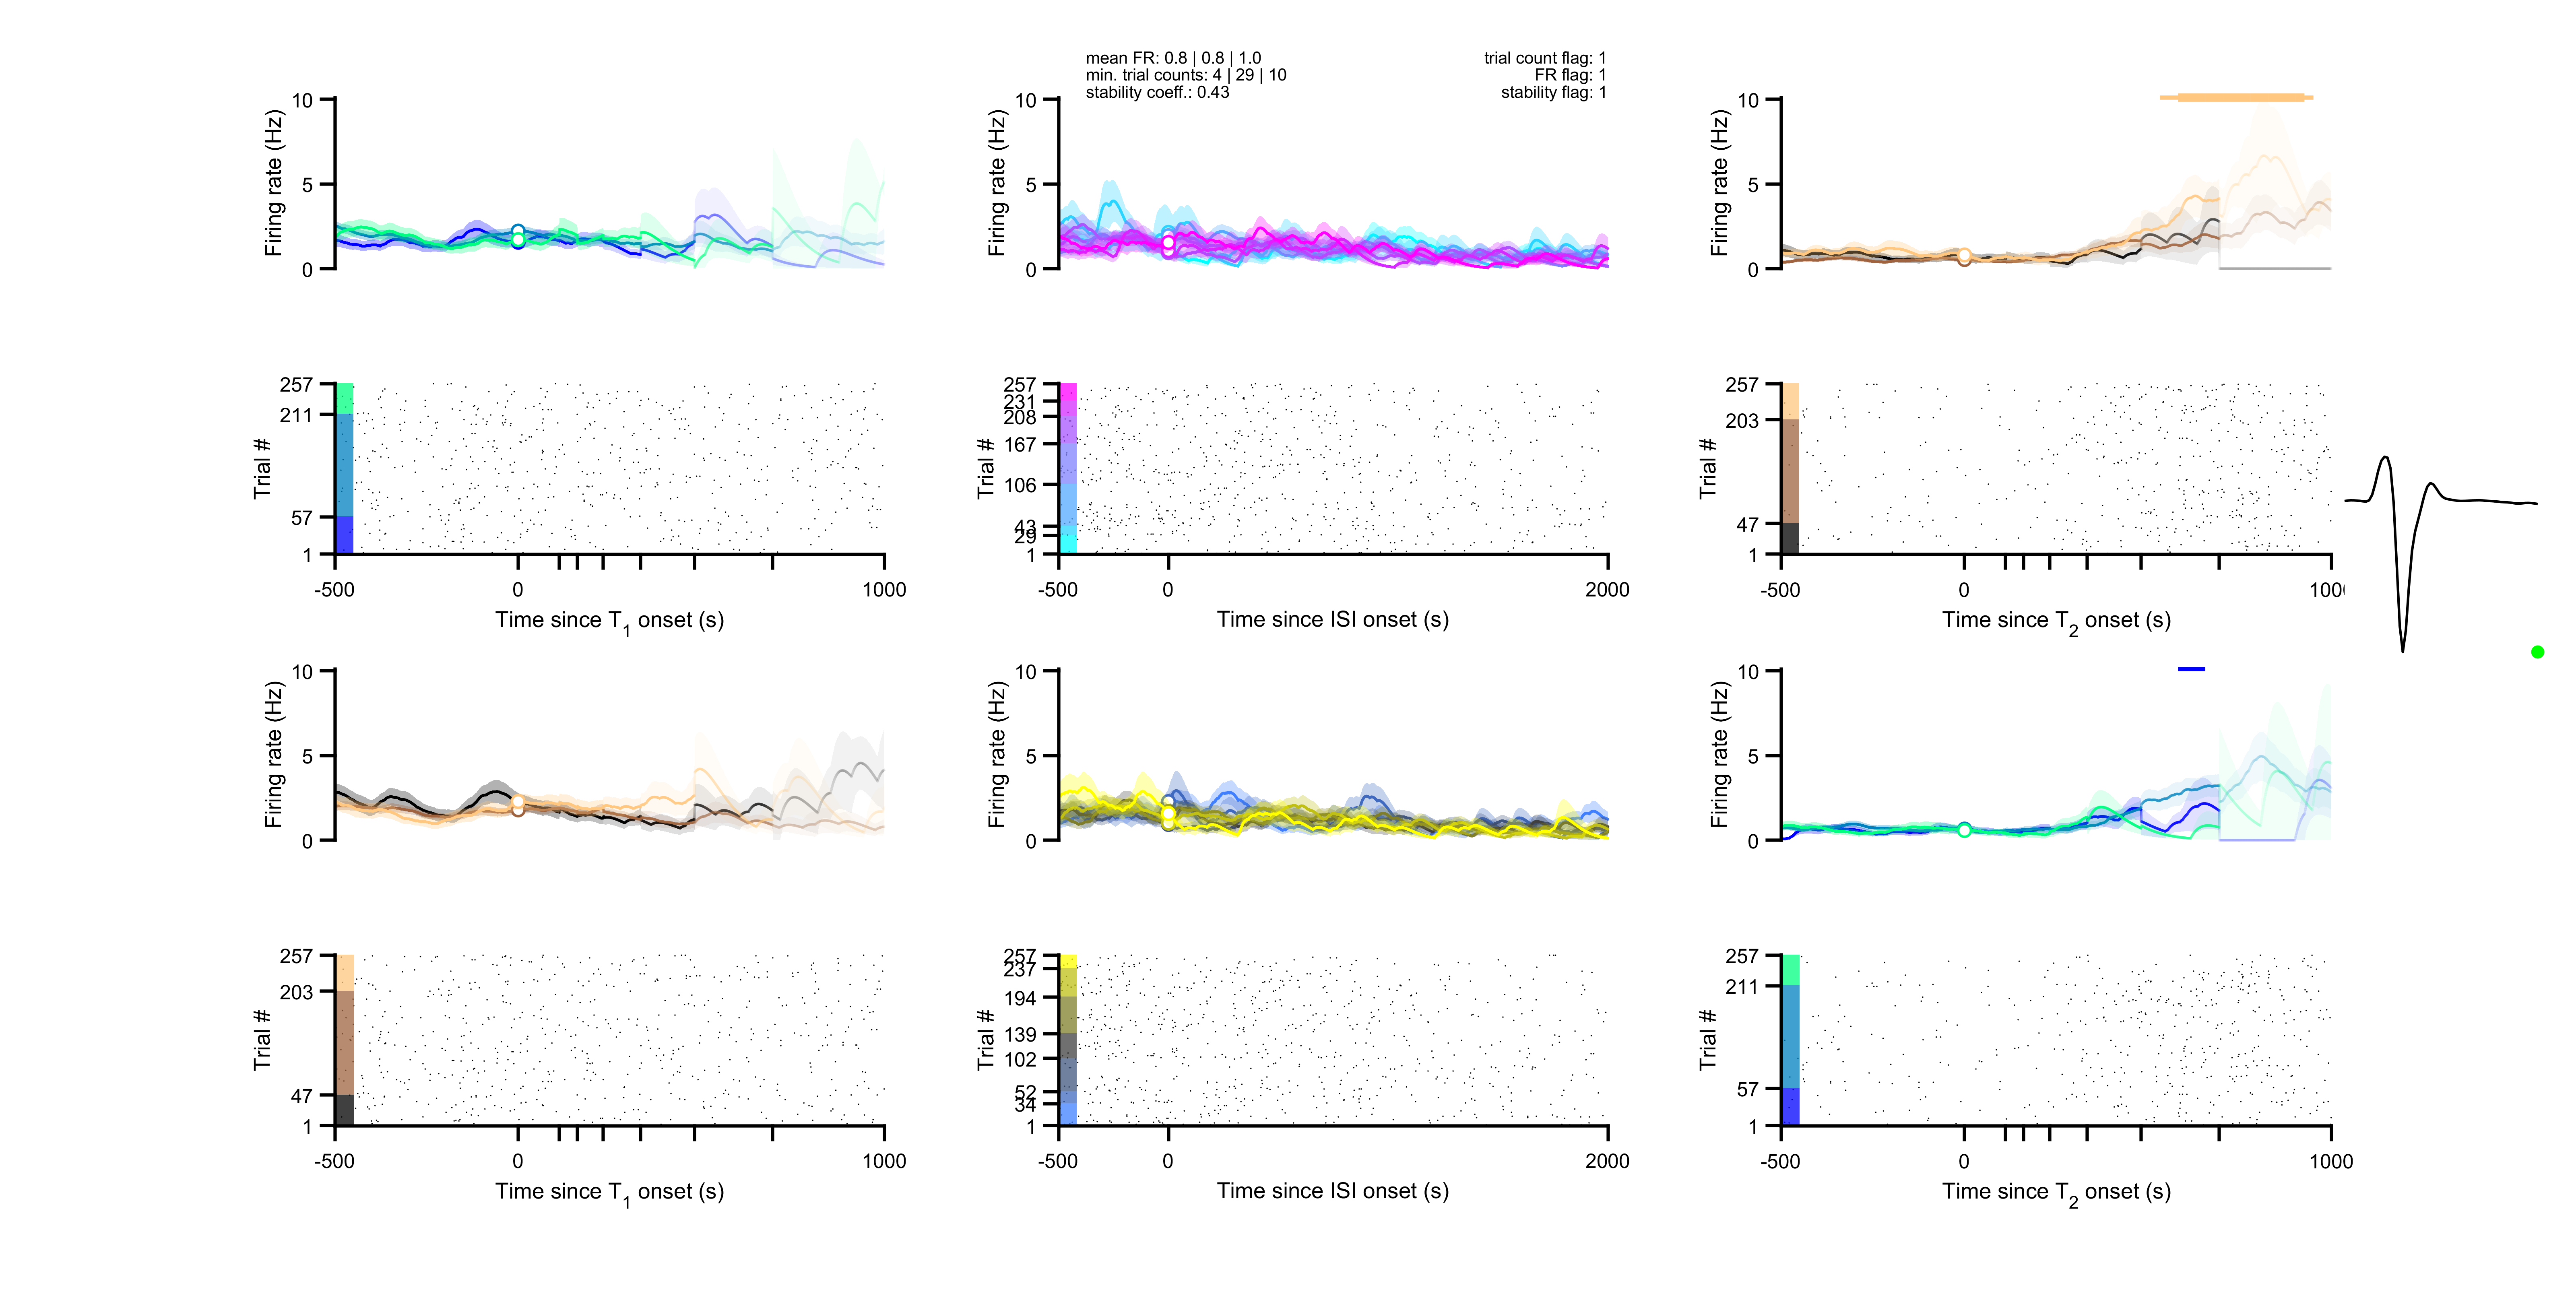 mean FR: 0.8 | 0.8 | 1.0
min. trial counts: 4 | 29 | 10
stability coeff.: 0.43
trial count flag: 1
FR flag: 1
stability flag: 1
Firing rate (Hz)
10
5
0
Firing rate (Hz)
10
5
0
Firing rate (Hz)
10
5
0
Trial #
257
211
57
1
-500
0
1000
Time since T1 onset (s)
Trial #
257
231
208
167
106
43
29
1
-500
0
2000
Time since ISI onset (s)
Trial #
257
203
47
1
-500
0
Time since T2 onset (s)
Firing rate (Hz)
10
5
0
Firing rate (Hz)
10
5
0
Firing rate (Hz)
10
5
0
Trial #
257
203
47
1
-500
0
1000
Time since T1 onset (s)
Trial #
257
237
194
139
102
52
34
1
-500
0
2000
Time since ISI onset (s)
Trial #
257
211
57
1
-500
0
1000
Time since T2 onset (s)